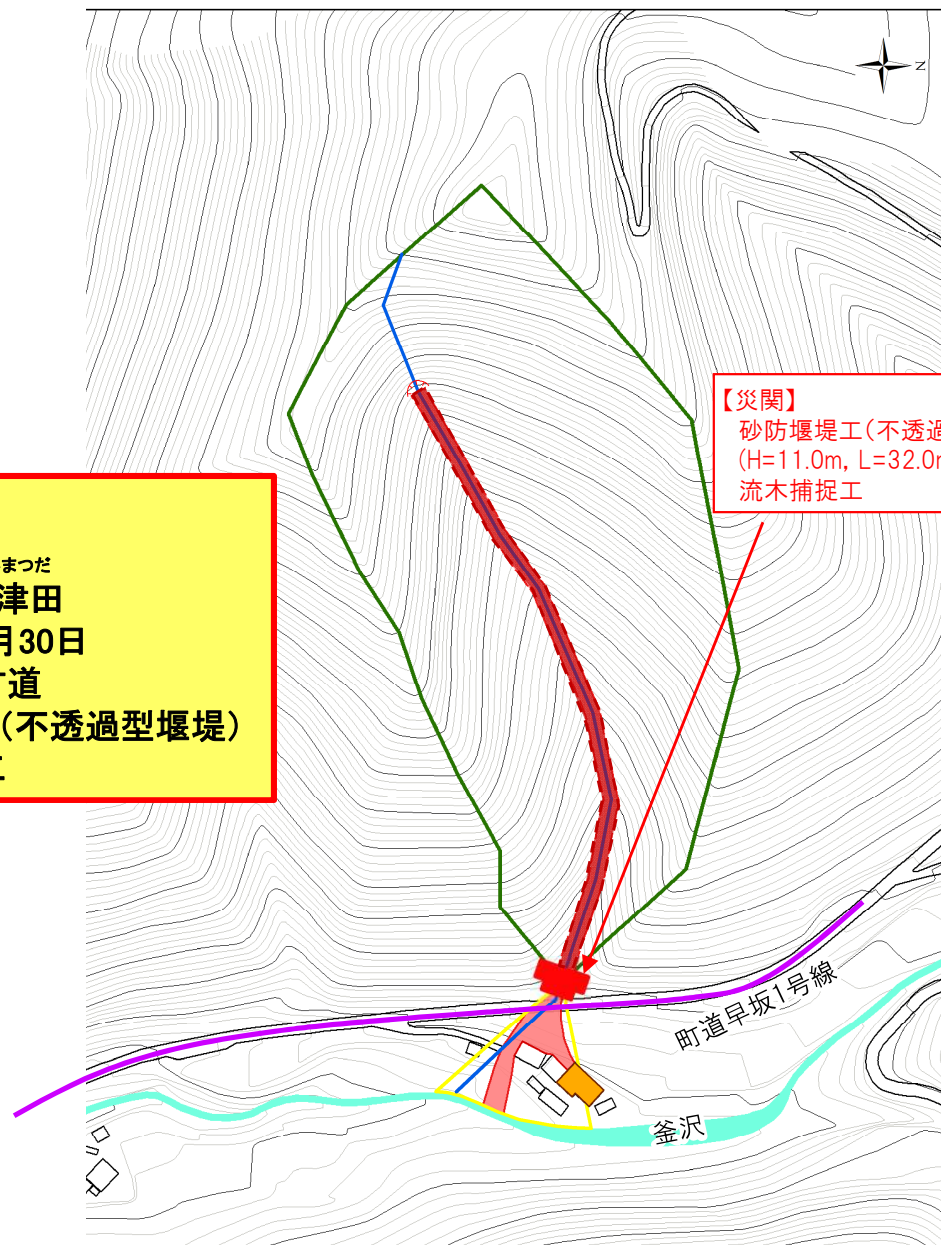 N
【災関】
砂防堰堤工（不透過
(H=11.0m, L=32.0m
流木捕捉工
まつだ
津田
月30日
道
（不透過型堰堤）
町道早坂1号線
釜沢